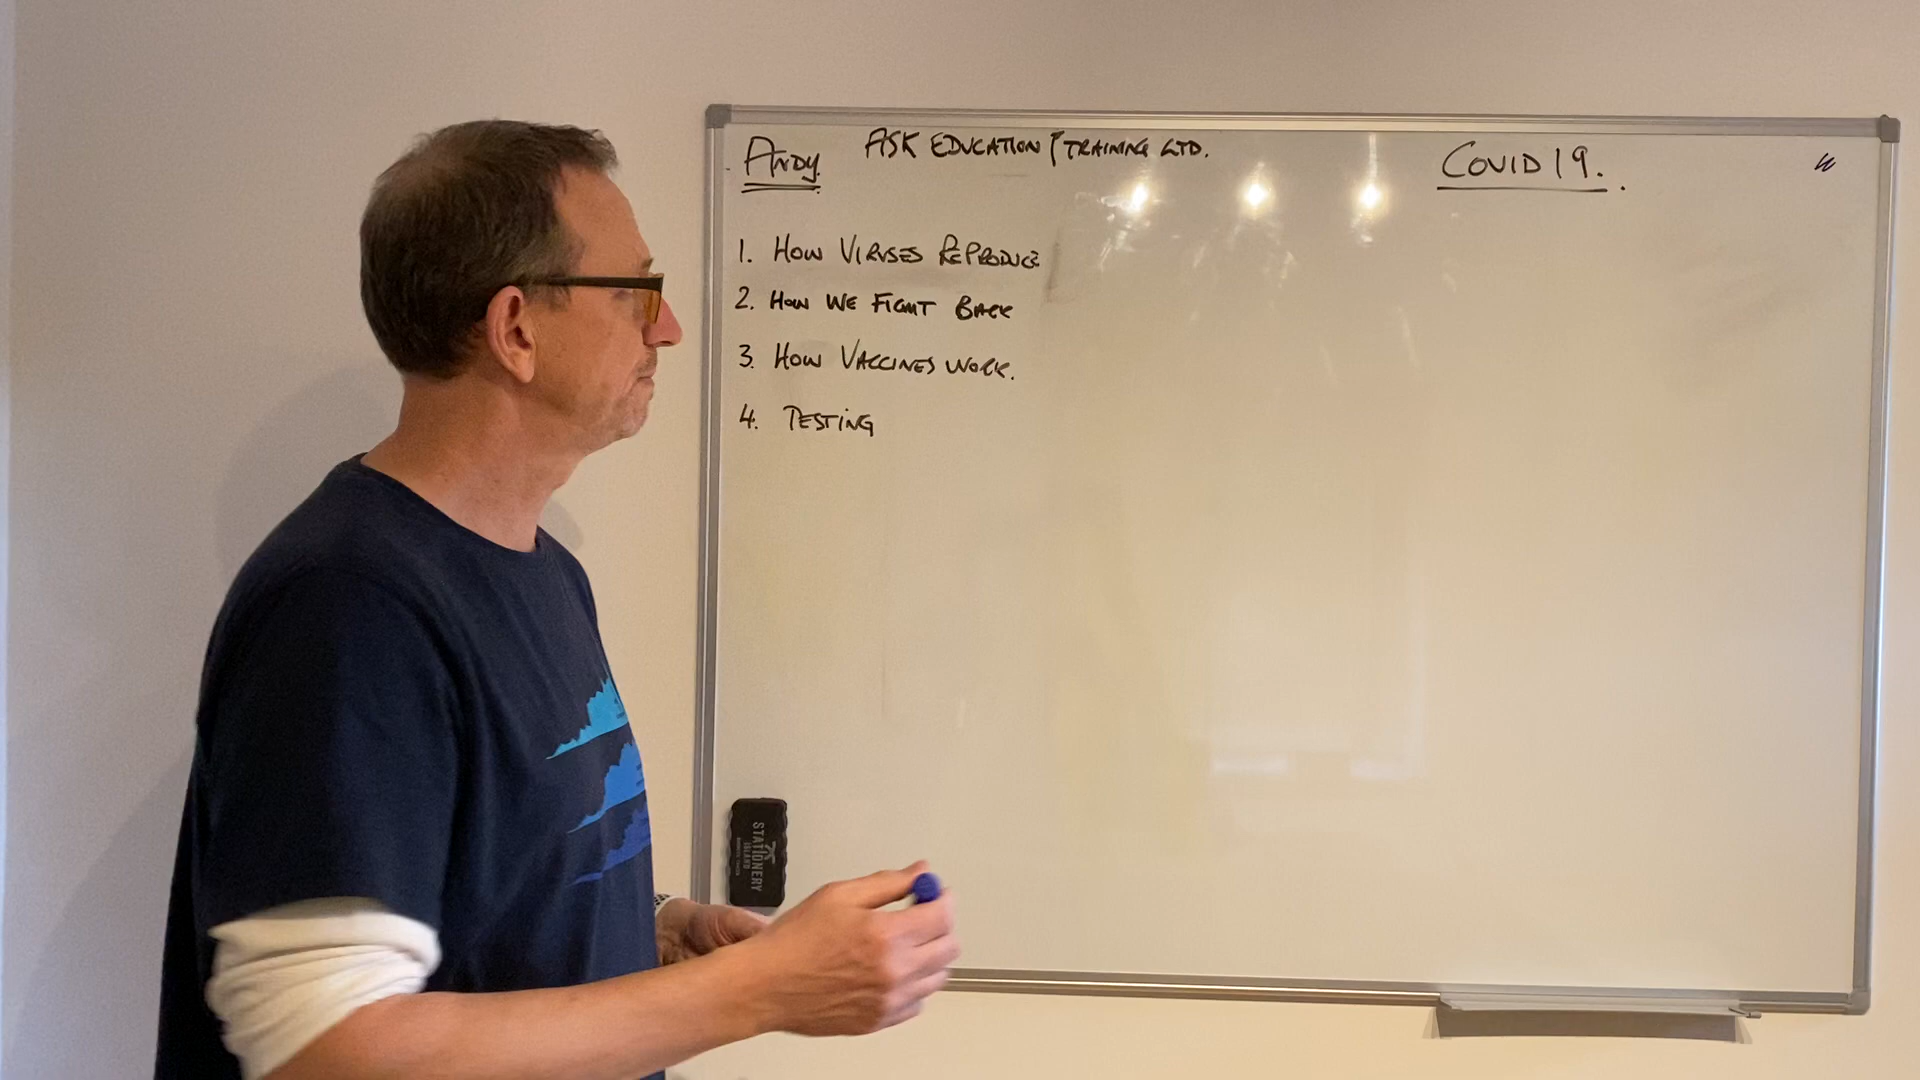 Andy
ASK EDUCATION & TRAINING LTD.
COVID 19.
1. HOW VIRUSES REPRODUCE
2. HOW WE FIGHT BACK
3. HOW VACCINES WORK.
4. TESTING
STATIONERY
ISLAND